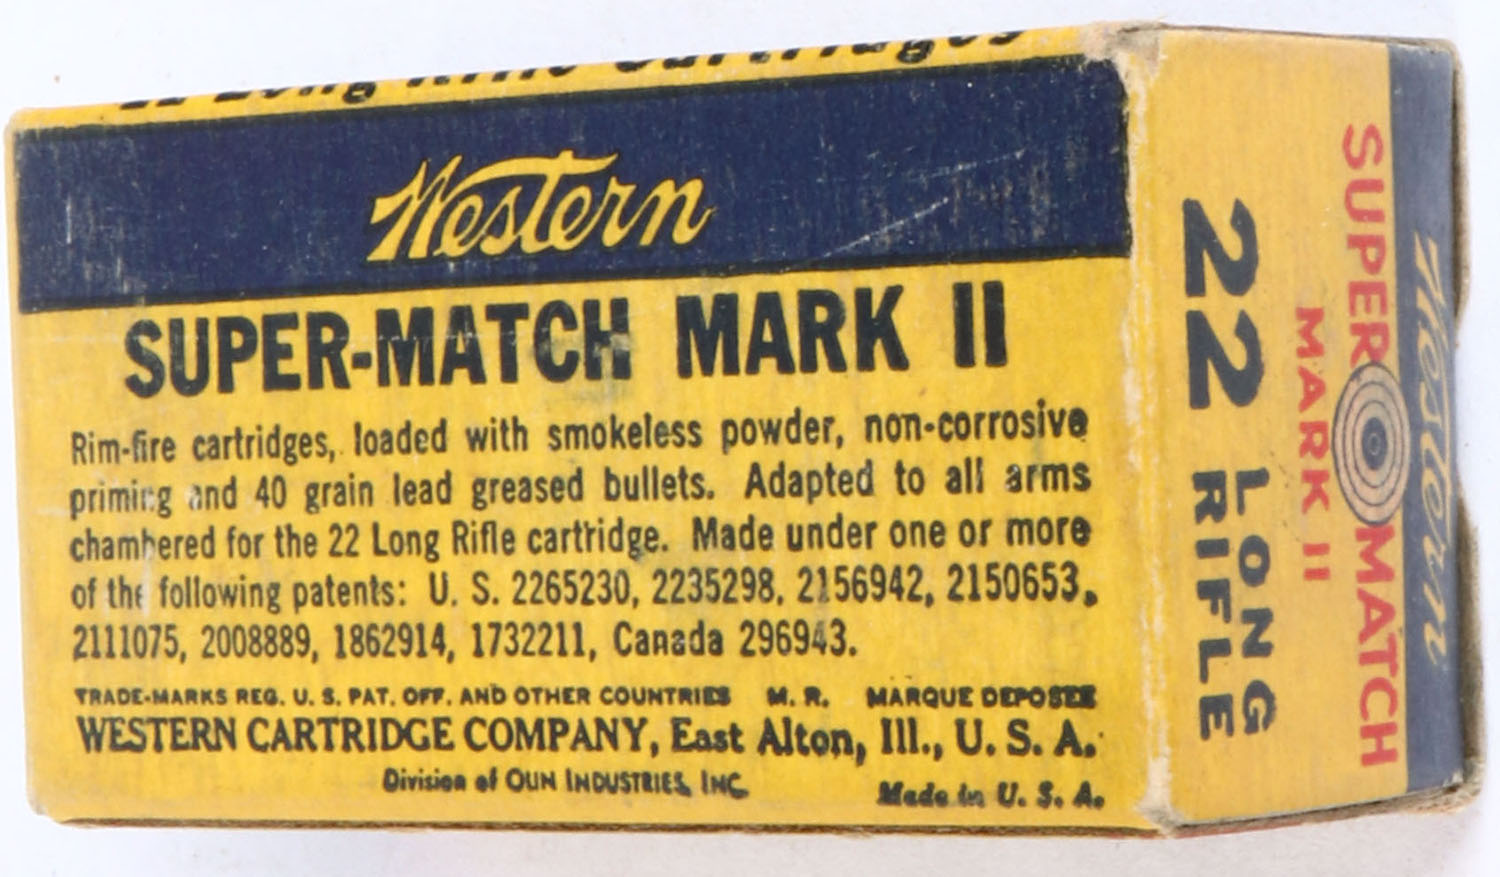 22 Long Rifle Cartridges
Western
SUPER-MATCH MARK II
Rim-fire cartridges, loaded with smokeless powder, non-corrosive
priming and 40 grain lead greased bullets. Adapted to all arms
chambered for the 22 Long Rifle cartridge. Made under one or more
of the following patents: U. S. 2265230, 2235298, 2156942, 2150653,
2111075, 2008889, 1862914, 1732211, Canada 296943.
TRADE-MARKS REG. U. S. PAT. OFF. AND OTHER COUNTRIES M. R. MARQUE DEPOSEE
WESTERN CARTRIDGE COMPANY, East Alton, Ill., U. S. A.
Division of OLIN INDUSTRIES, INC.
Made in U. S. A.
Western
SUPER MATCH
MARK II
22 LONG
RIFLE